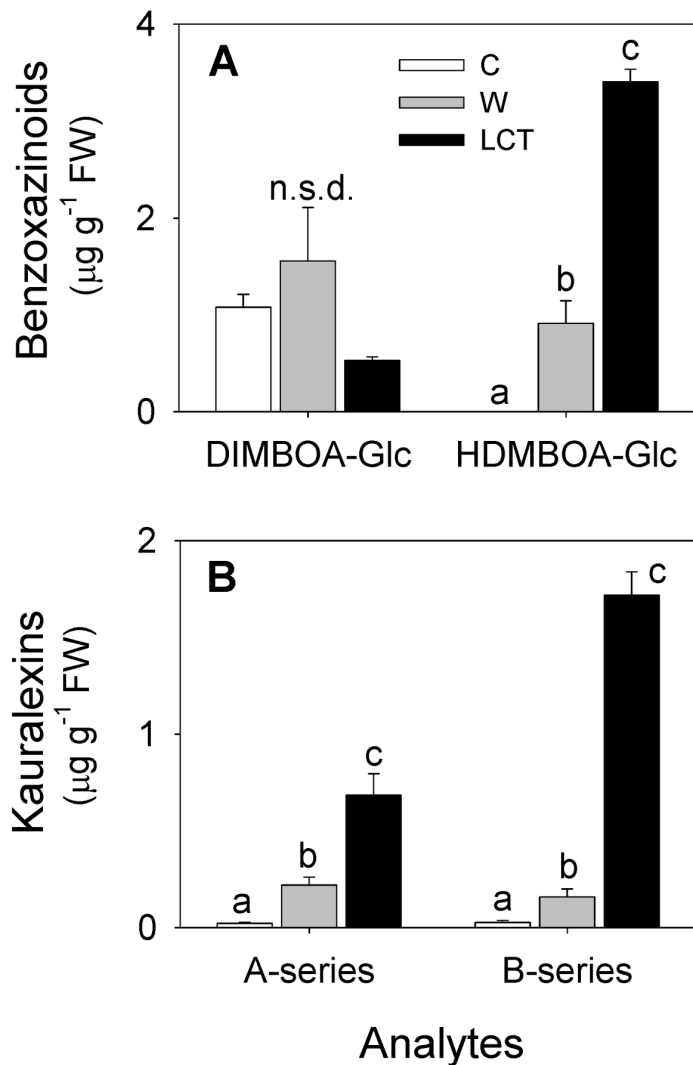 4
A
C
c
W
LCT
n.s.d.
2
b
a
0
Benzoxazinoids
(µg g⁻¹ FW)
DIMBOA-Glc HDMBOA-Glc
2
B
c
1
c
b
b
a
a
0
Kauralexins
(µg g⁻¹ FW)
A-series B-series
Analytes